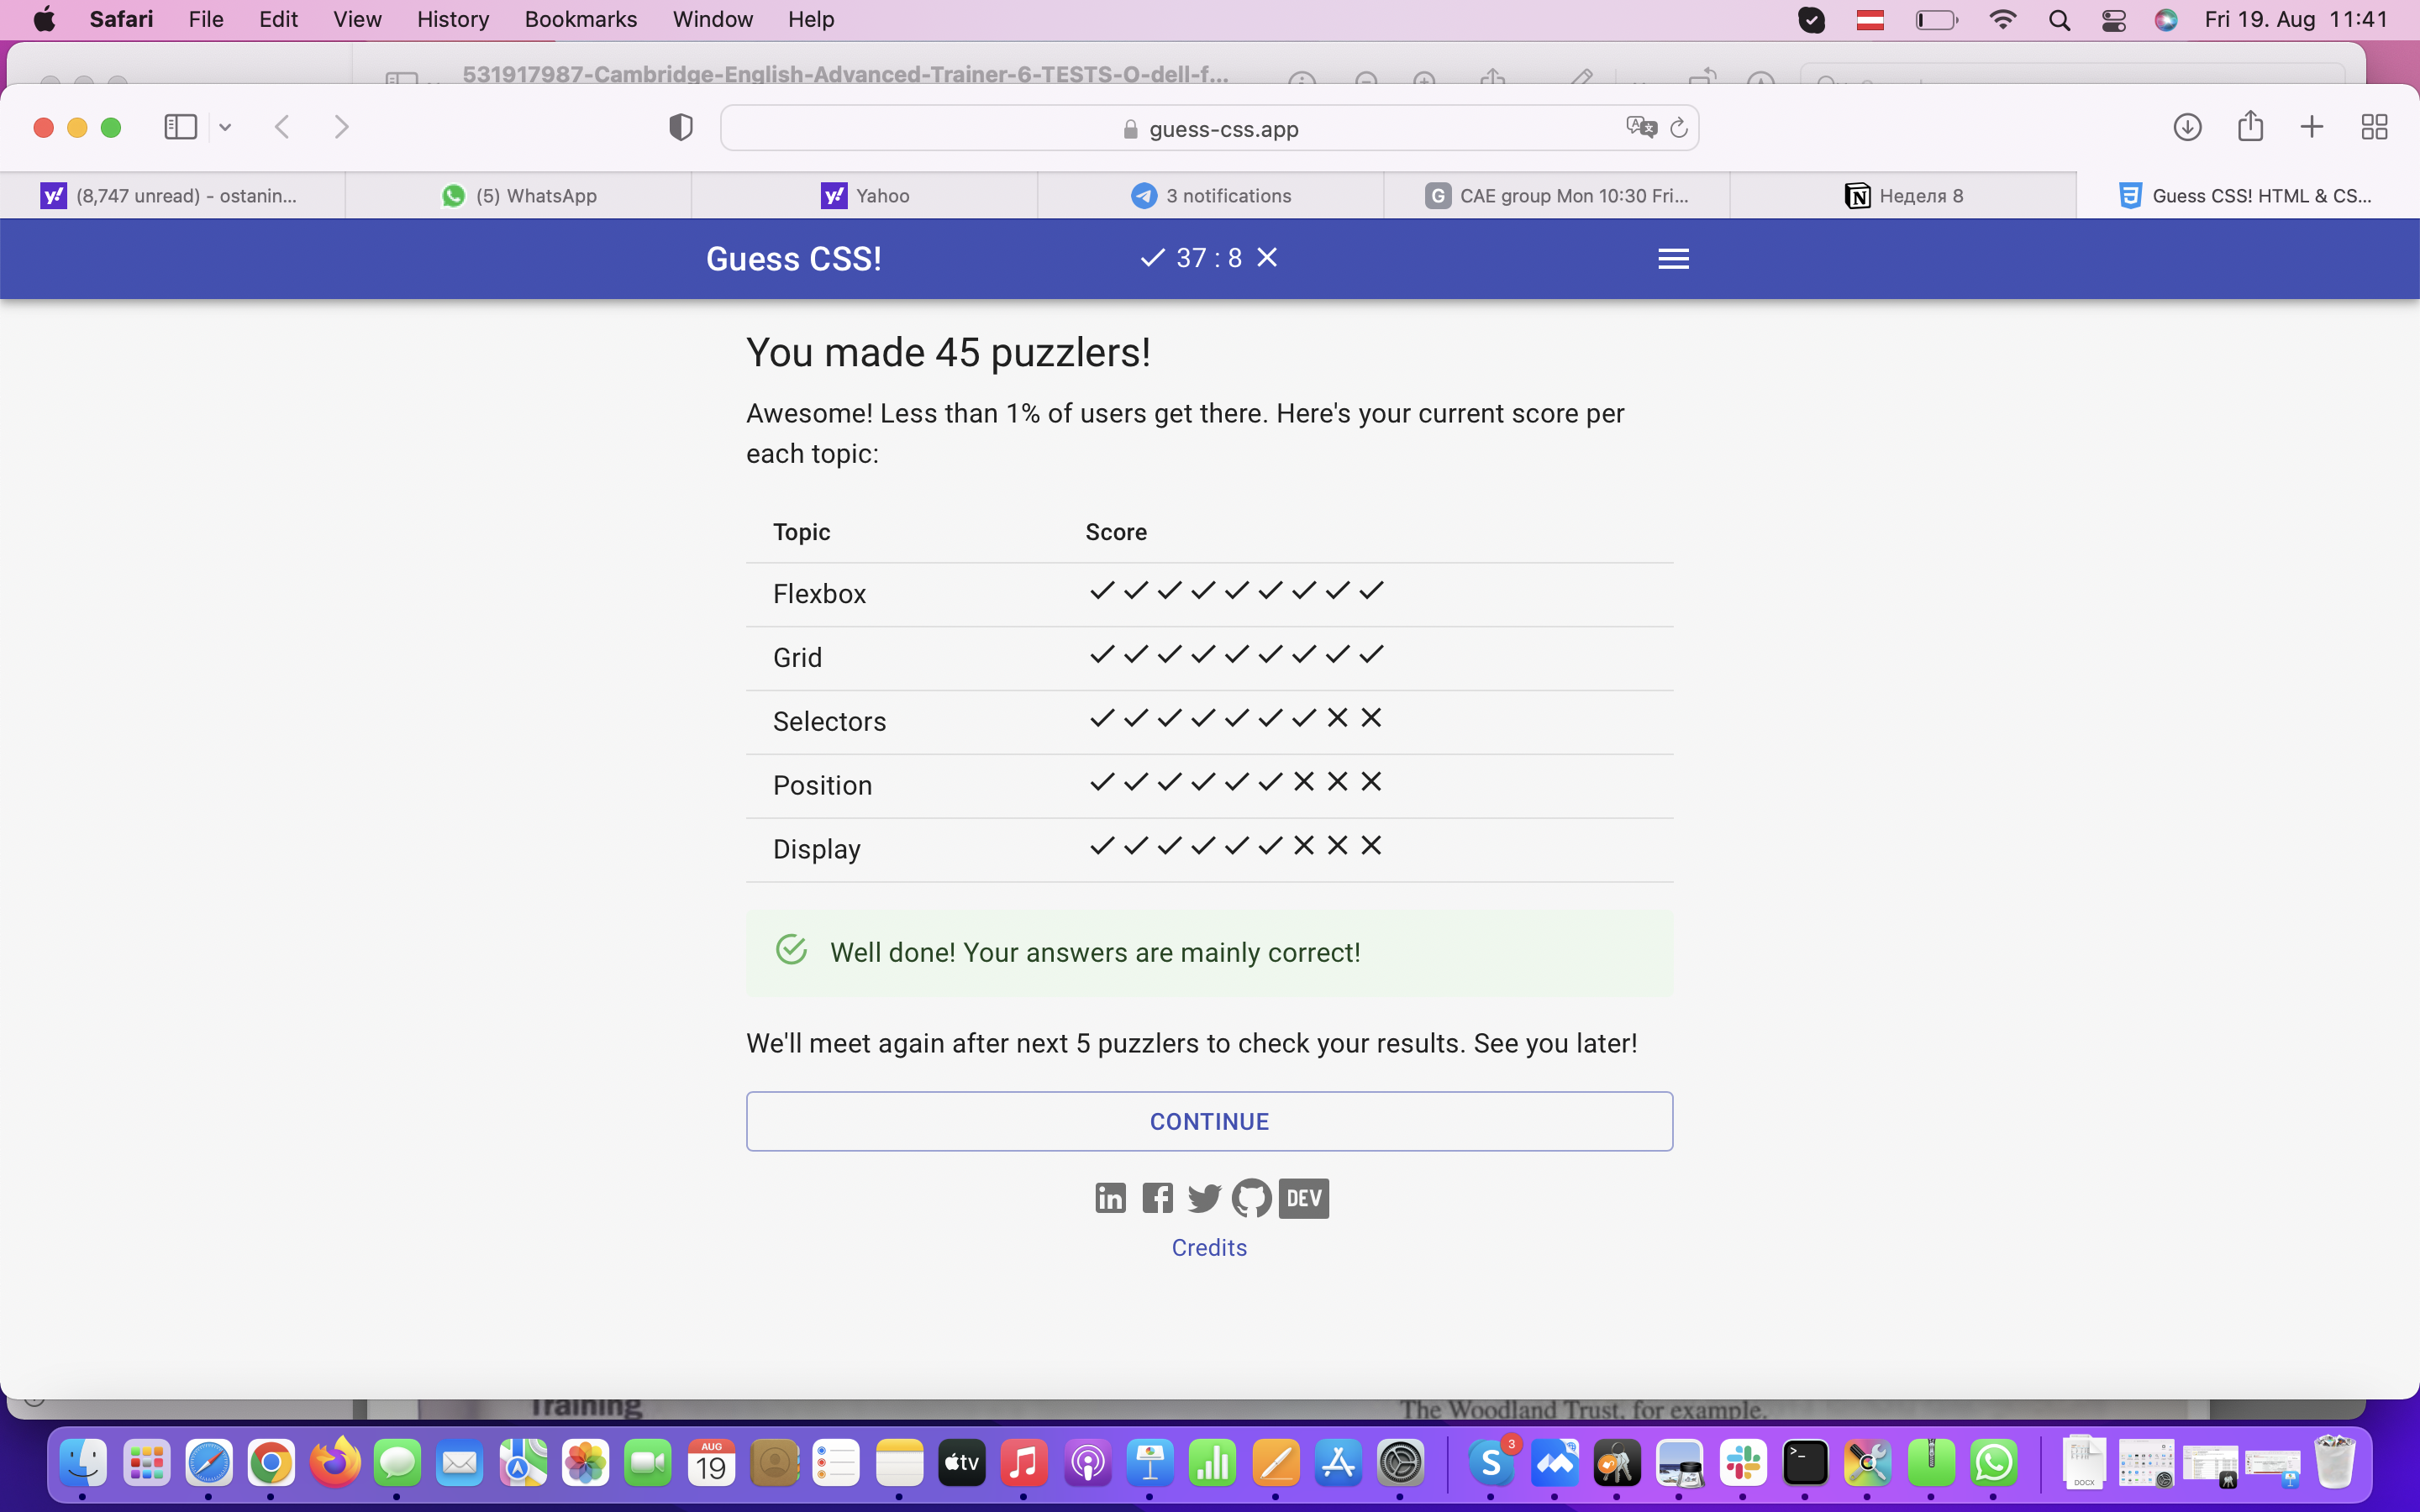 Safari File Edit View History Bookmarks Window Help Fri 19. Aug 11:41
531917987-Cambridge-English-Advanced-Trainer-6-TESTS-O-dell-f...
guess-css.app
(8,747 unread) - ostanin... (5) WhatsApp Yahoo 3 notifications CAE group Mon 10:30 Fri... Неделя 8 Guess CSS! HTML & CS...
Guess CSS! 37 : 8
You made 45 puzzlers!
Awesome! Less than 1% of users get there. Here's your current score per
each topic:
Topic Score
Flexbox
Grid
Selectors
Position
Display
Well done! Your answers are mainly correct!
We'll meet again after next 5 puzzlers to check your results. See you later!
CONTINUE
in f DEV
Credits
Training The Woodland Trust, for example.
AUG
19
tv
S
3
DOCX